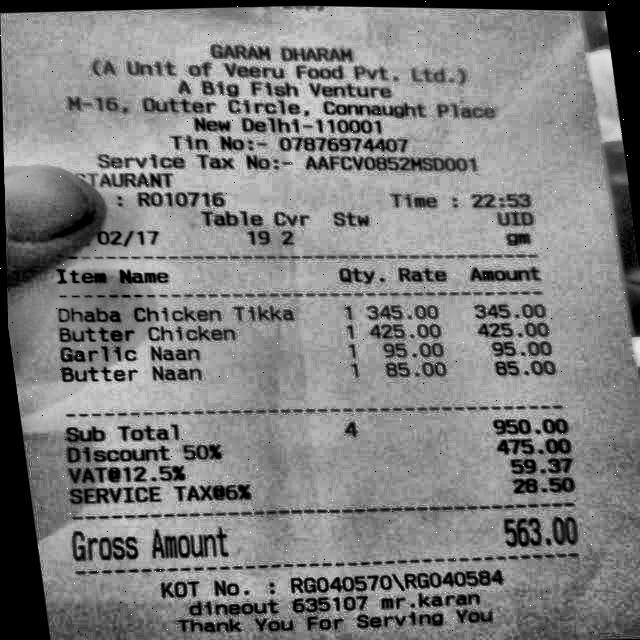 GARAM DHARAM
(A Unit of Veeru Food Pvt. Ltd.)
A Big Fish Venture
M-16, Outter Circle, Connaught Place
New Delhi-110001
Tin No:- 07876974407
Service Tax No:- AAFCV0852MSD001
STAURANT
: R010716 Time : 22:53
Table Cvr Stw UID
02/17 19 2 gm
Item Name Qty. Rate Amount
Dhaba Chicken Tikka 1 345.00 345.00
Butter Chicken 1 425.00 425.00
Garlic Naan 1 95.00 95.00
Butter Naan 1 85.00 85.00
Sub Total 4 950.00
Discount 50% 475.00
VAT@12.5% 59.37
SERVICE TAX@6% 28.50
Gross Amount 563.00
KOT No. : RG040570\RG040584
dineout 635107 mr.karan
Thank You For Serving You